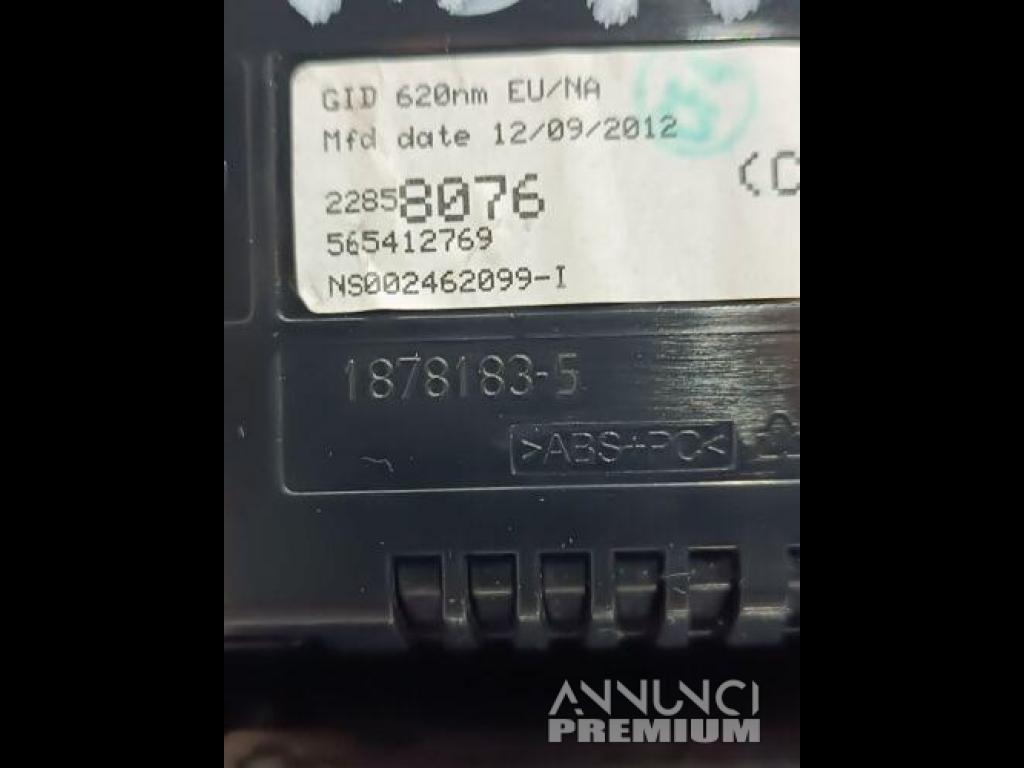 GID 620nm EU/NA
Mfd date 12/09/2012
(C
22858076
565412769
NS002462099-I
1878183-5
>ABS+PC<
ANNUNCI
PREMIUM